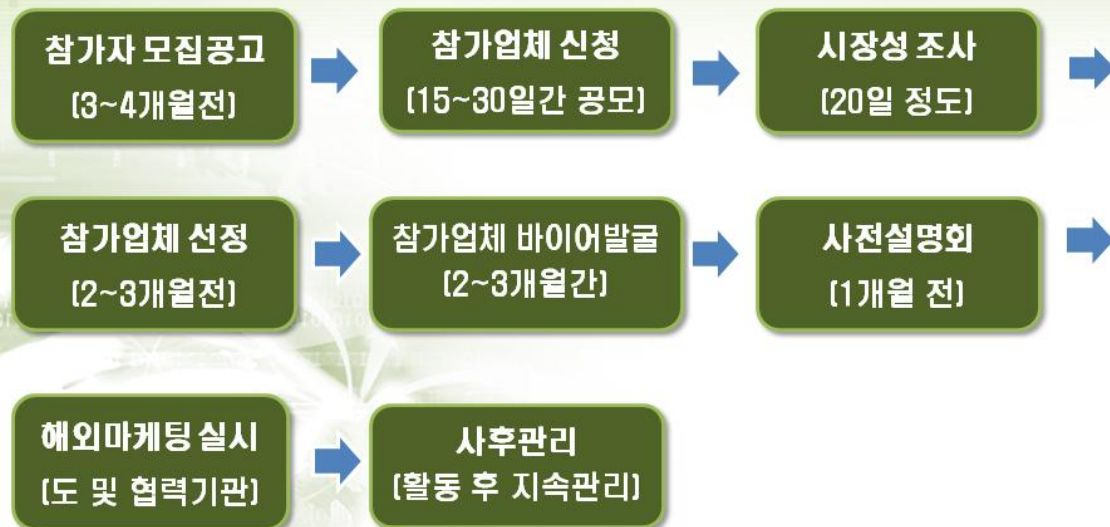 참가자 모집공고
(3~4개월전)
참가업체 신청
(15~30일간 공모)
시장성 조사
(20일 정도)
참가업체 선정
(2~3개월전)
참가업체 바이어발굴
(2~3개월간)
사전설명회
(1개월 전)
해외마케팅 실시
(도 및 협력기관)
사후관리
(활동 후 지속관리)